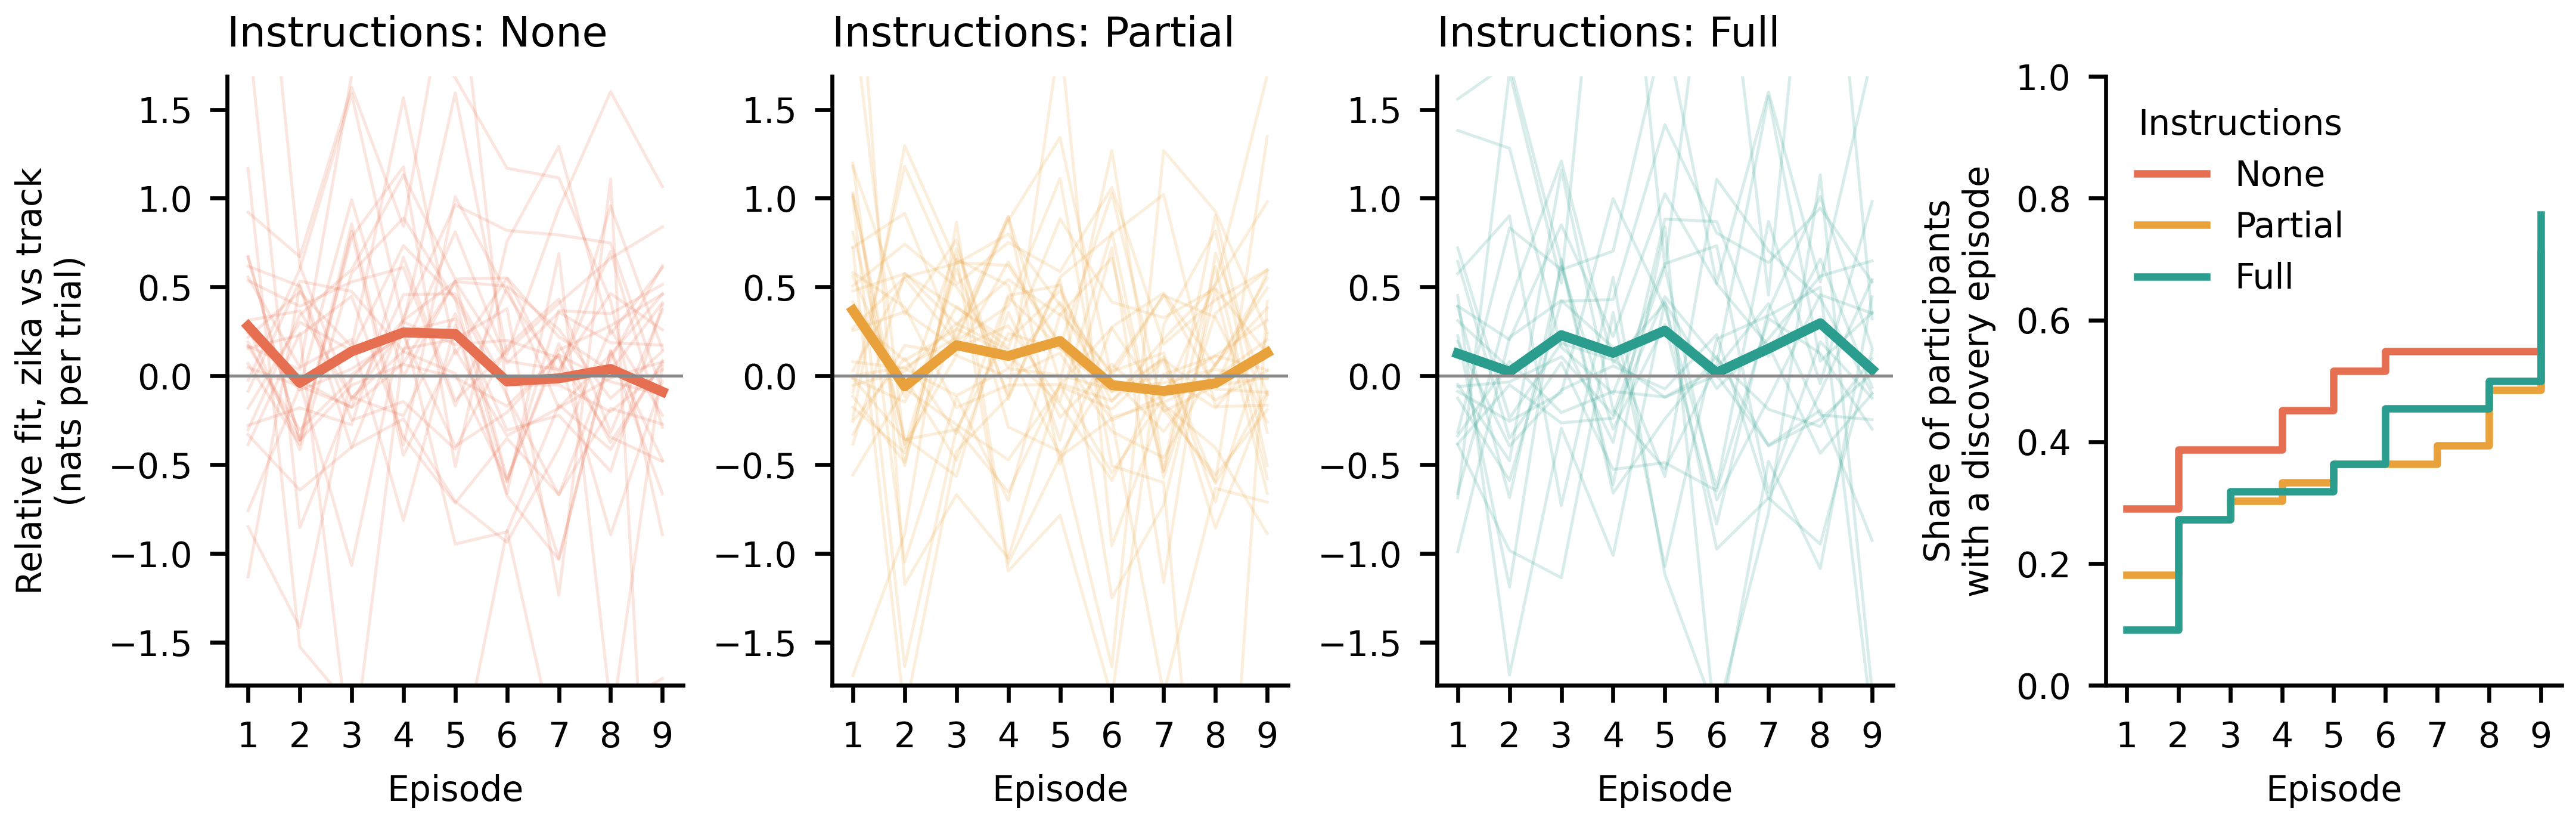 Instructions: None
Relative fit, zika vs track
(nats per trial)
1.5
1.0
0.5
0.0
−0.5
−1.0
−1.5
1 2 3 4 5 6 7 8 9
Episode
Instructions: Partial
1.5
1.0
0.5
0.0
−0.5
−1.0
−1.5
1 2 3 4 5 6 7 8 9
Episode
Instructions: Full
1.5
1.0
0.5
0.0
−0.5
−1.0
−1.5
1 2 3 4 5 6 7 8 9
Episode
Share of participants
with a discovery episode
1.0
0.8
0.6
0.4
0.2
0.0
Instructions
None
Partial
Full
1 2 3 4 5 6 7 8 9
Episode